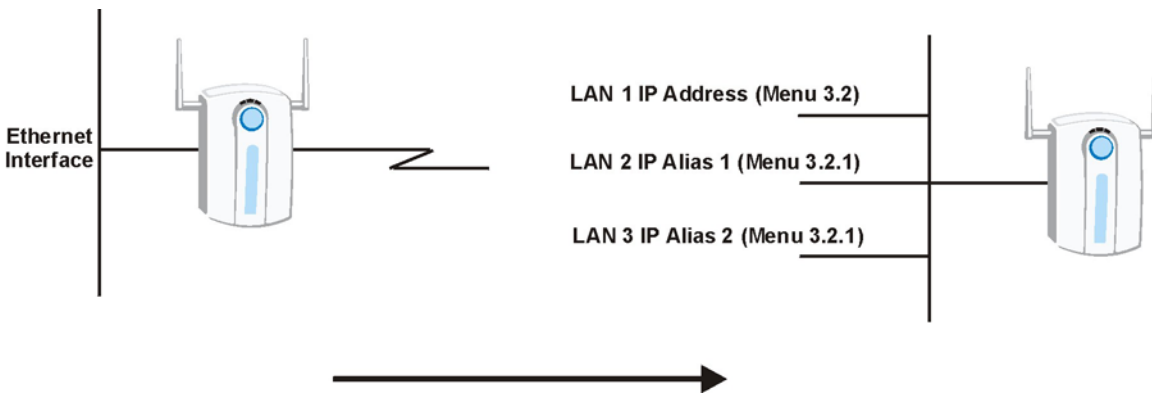 Ethernet
Interface
LAN 1 IP Address (Menu 3.2)
LAN 2 IP Alias 1 (Menu 3.2.1)
LAN 3 IP Alias 2 (Menu 3.2.1)